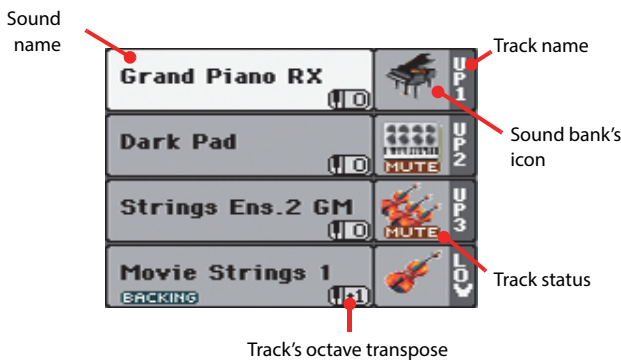 Sound
name
Track name
Grand Piano RX
UP1
0
Sound bank's
icon
Dark Pad
UP2
0
MUTE
Strings Ens.2 GM
UP3
0
MUTE
Movie Strings 1
LOW
BACKING
+1
Track status
Track's octave transpose